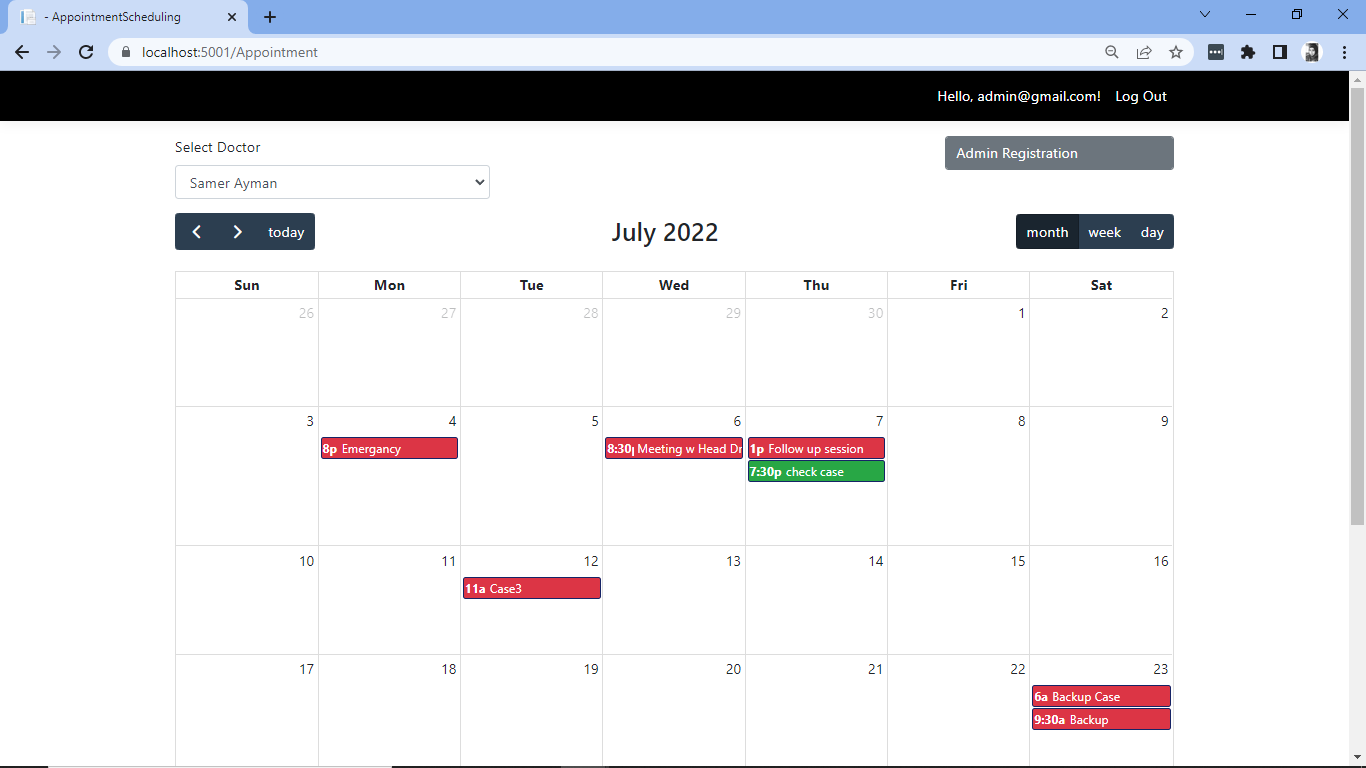 - AppointmentScheduling
localhost:5001/Appointment
Hello, admin@gmail.com! Log Out
Select Doctor
Admin Registration
Samer Ayman
today
July 2022
month week day
Sun Mon Tue Wed Thu Fri Sat
26 27 28 29 30 1 2
3 4 5 6 7 8 9
8p Emergancy 8:30p Meeting w Head Dr 1p Follow up session
7:30p check case
10 11 12 13 14 15 16
11a Case3
17 18 19 20 21 22 23
6a Backup Case
9:30a Backup